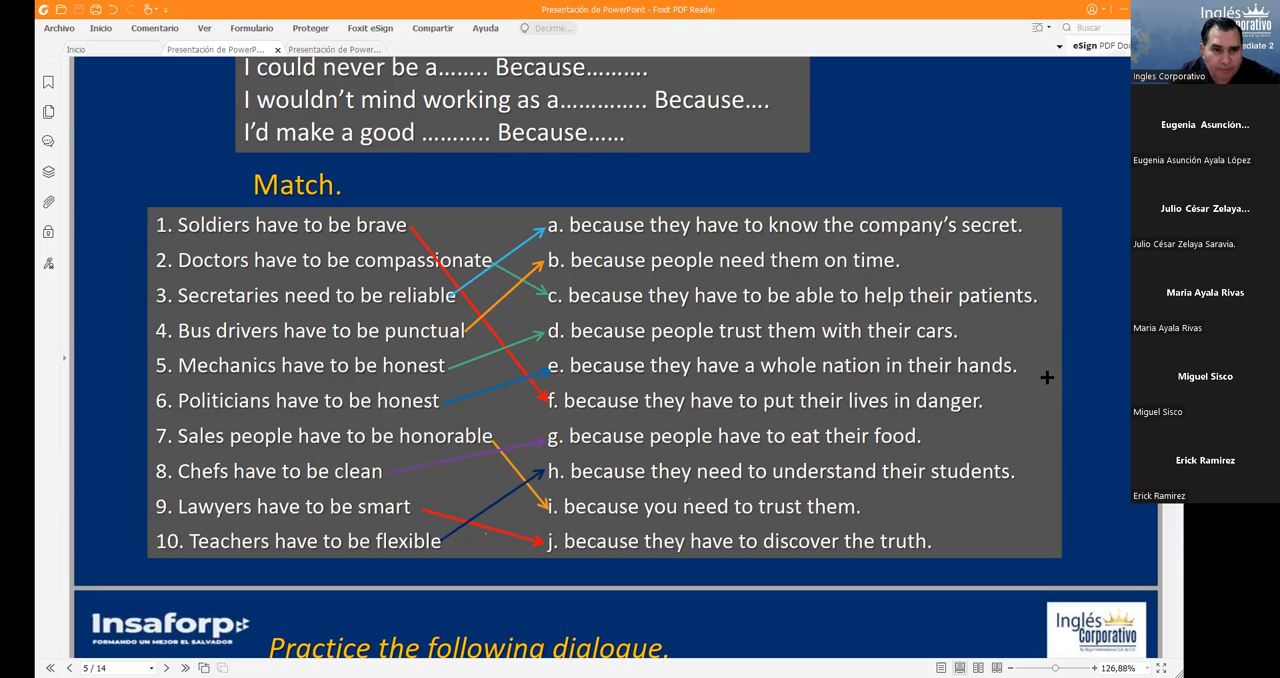 Presentación de PowerPoint - Foxit PDF Reader
Archivo Inicio Comentario Ver Formulario Proteger Foxit eSign Compartir Ayuda Decirme... Buscar
Inicio Presentación de PowerP... Presentación de PowerP... eSign PDF Doc
I could never be a…….. Because……….
I wouldn't mind working as a………….. Because….
I'd make a good ……….. Because……
Match.
1. Soldiers have to be brave
2. Doctors have to be compassionate
3. Secretaries need to be reliable
4. Bus drivers have to be punctual
5. Mechanics have to be honest
6. Politicians have to be honest
7. Sales people have to be honorable
8. Chefs have to be clean
9. Lawyers have to be smart
10. Teachers have to be flexible
a. because they have to know the company's secret.
b. because people need them on time.
c. because they have to be able to help their patients.
d. because people trust them with their cars.
e. because they have a whole nation in their hands.
f. because they have to put their lives in danger.
g. because people have to eat their food.
h. because they need to understand their students.
i. because you need to trust them.
j. because they have to discover the truth.
Insaforp
FORMANDO UN MEJOR EL SALVADOR
Practice the following dialogue.
Inglés
Corporativo
5 / 14
126,88%
Inglés
Corporativo
ediate 2
Ingles Corporativo
Eugenia Asunción...
Eugenia Asunción Ayala López
Julio César Zelaya...
Julio César Zelaya Saravia.
Maria Ayala Rivas
Maria Ayala Rivas
Miguel Sisco
Miguel Sisco
Erick Ramirez
Erick Ramirez